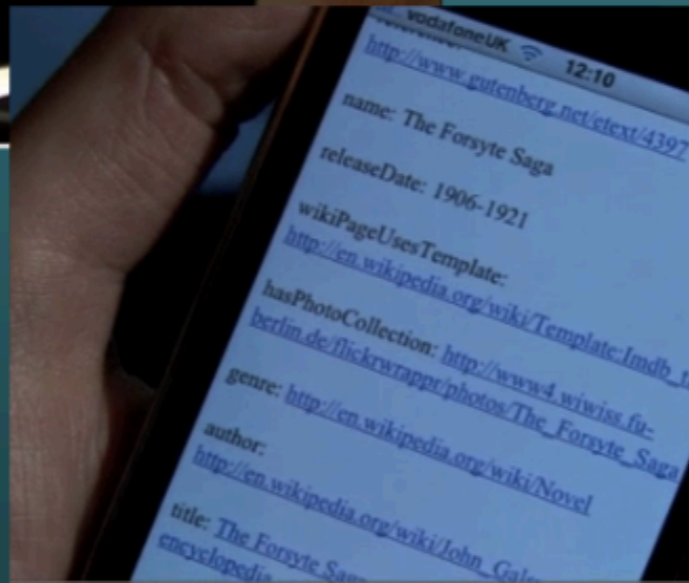 vodafoneUK 12:10
http://www.gutenberg.net/etext/4397
name: The Forsyte Saga
releaseDate: 1906-1921
wikiPageUsesTemplate:
http://en.wikipedia.org/wiki/Template:Imdb_t
hasPhotoCollection: http://www4.wiwiss.fu-
berlin.de/flickrwrappr/photos/The_Forsyte_Saga
genre: http://en.wikipedia.org/wiki/Novel
author:
http://en.wikipedia.org/wiki/John_Gals
title: The Forsyte Saga
encyclopedia